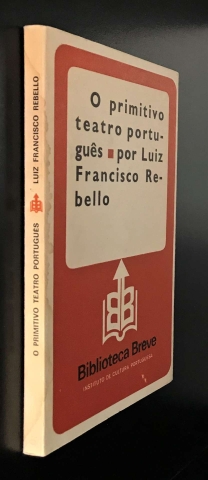 O primitivo
teatro portu-
guês ■ por Luiz
Francisco Re-
bello
Biblioteca Breve
INSTITUTO DE CULTURA PORTUGUESA
O PRIMITIVO TEATRO PORTUGUÊS LUIZ FRANCISCO REBELLO